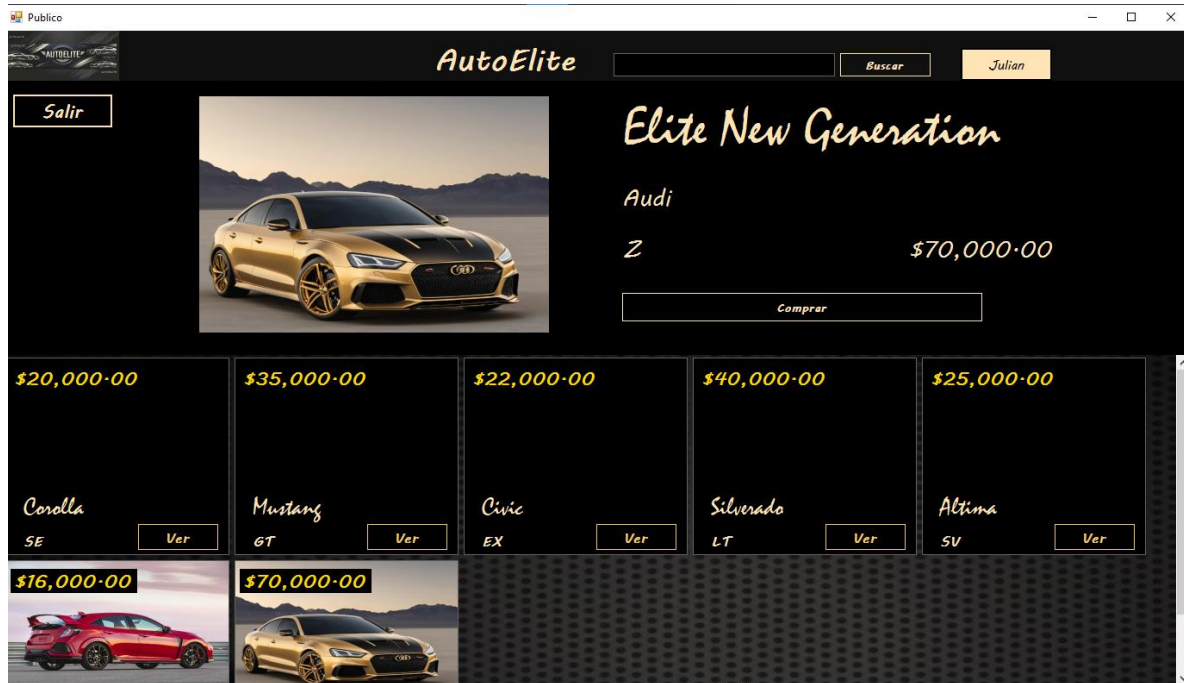 Publico
AUTOELITE
AutoElite
Buscar
Julian
Salir
Elite New Generation
Audi
Z
$70,000.00
Comprar
$20,000.00
$35,000.00
$22,000.00
$40,000.00
$25,000.00
Corolla
Mustang
Civic
Silverado
Altima
SE
Ver
GT
Ver
EX
Ver
LT
Ver
SV
Ver
$16,000.00
$70,000.00